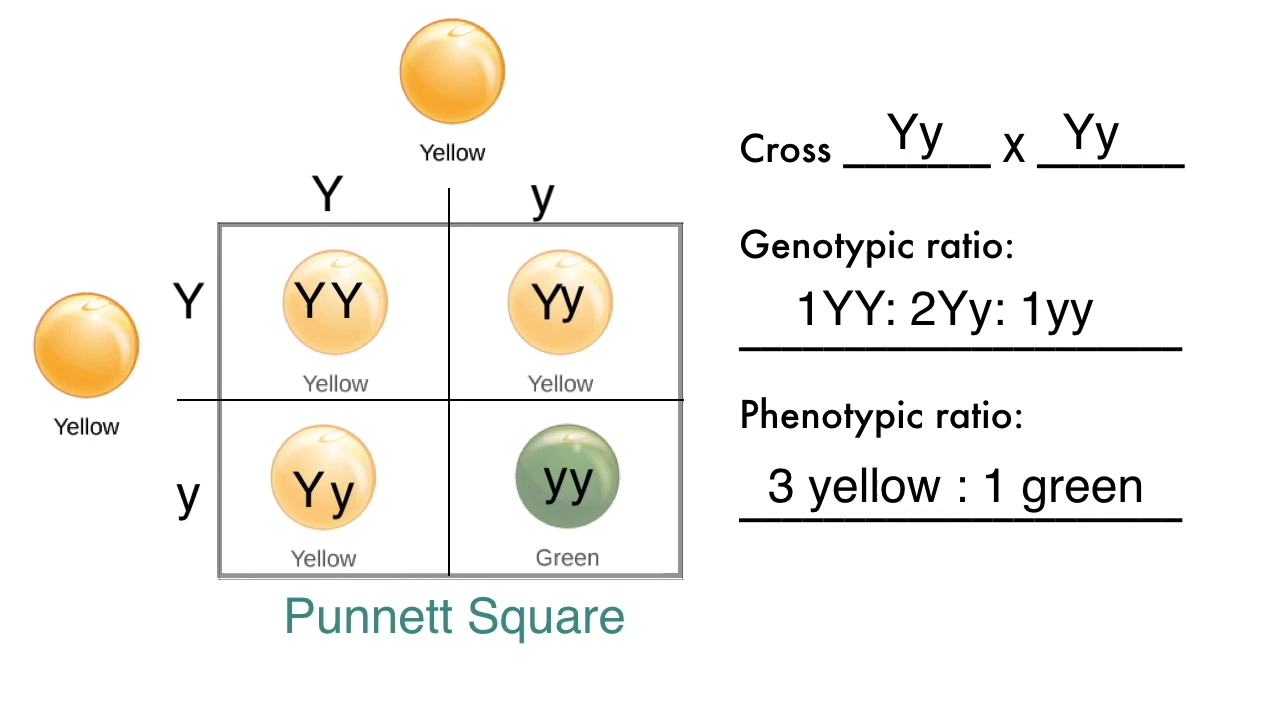 Yellow
Y y
Yellow
Y
YY
Yellow
Yy
Yellow
y
Yy
Yellow
yy
Green
Punnett Square
Cross Yy x Yy
Genotypic ratio:
1YY: 2Yy: 1yy
Phenotypic ratio:
3 yellow : 1 green